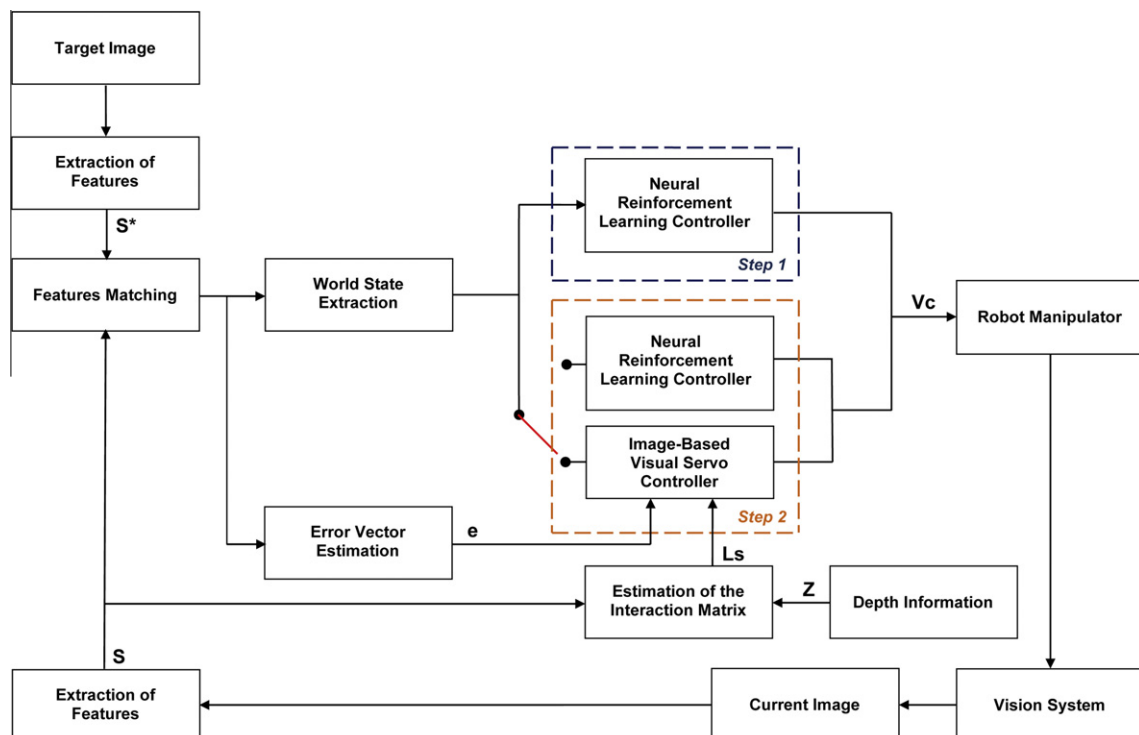 Target Image
Extraction of
Features
S*
Features Matching
World State
Extraction
Neural
Reinforcement
Learning Controller
Step 1
Neural
Reinforcement
Learning Controller
Image-Based
Visual Servo
Controller
Step 2
Vc
Robot Manipulator
Error Vector
Estimation
e
Ls
Estimation of the
Interaction Matrix
Z
Depth Information
S
Extraction of
Features
Current Image
Vision System